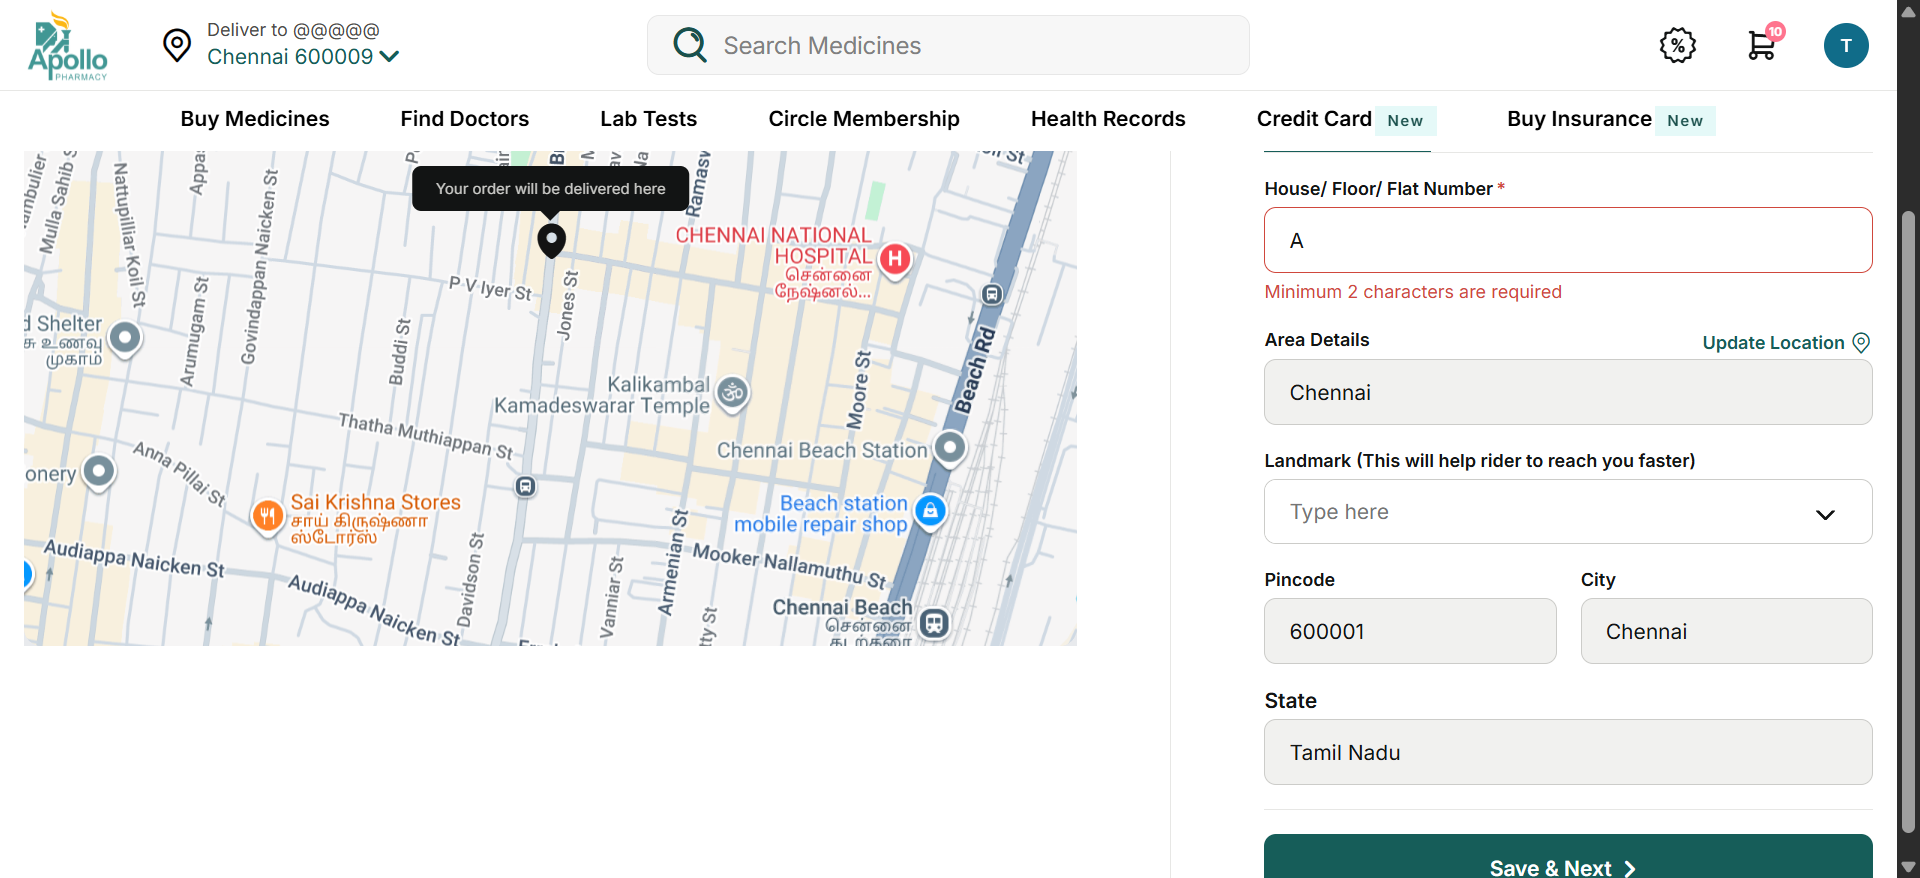 Apollo
PHARMACY
Deliver to @@@@@
Chennai 600009
Search Medicines
%
10
T
Buy Medicines
Find Doctors
Lab Tests
Circle Membership
Health Records
Credit Card New
Buy Insurance New
Your order will be delivered here
Mulla Sahib S
Nattupilliar Koil St
Appa
Govindappan Naicken St
Ramasv
CHENNAI NATIONAL
HOSPITAL
சென்னை
நேஷ்னல்...
H
P V Iyer St
Jones St
d Shelter
உணவு
முகாம்
Arumugam St
Buddi St
Beach Rd
Moore St
Kalikambal
Kamadeswarar Temple
Thatha Muthiappan St
Chennai Beach Station
onery
Anna Pillai St
Sai Krishna Stores
சாய் கிருஷ்ணா
ஸ்டோர்ஸ்
Beach station
mobile repair shop
Audiappa Naicken St
Audiappa Naicken St
Davidson St
Vanniar St
Armenian St
Mooker Nallamuthu St
tty St
Chennai Beach
சென்னை
House/ Floor/ Flat Number *
A
Minimum 2 characters are required
Area Details
Update Location
Chennai
Landmark (This will help rider to reach you faster)
Type here
Pincode
City
600001
Chennai
State
Tamil Nadu
Save & Next